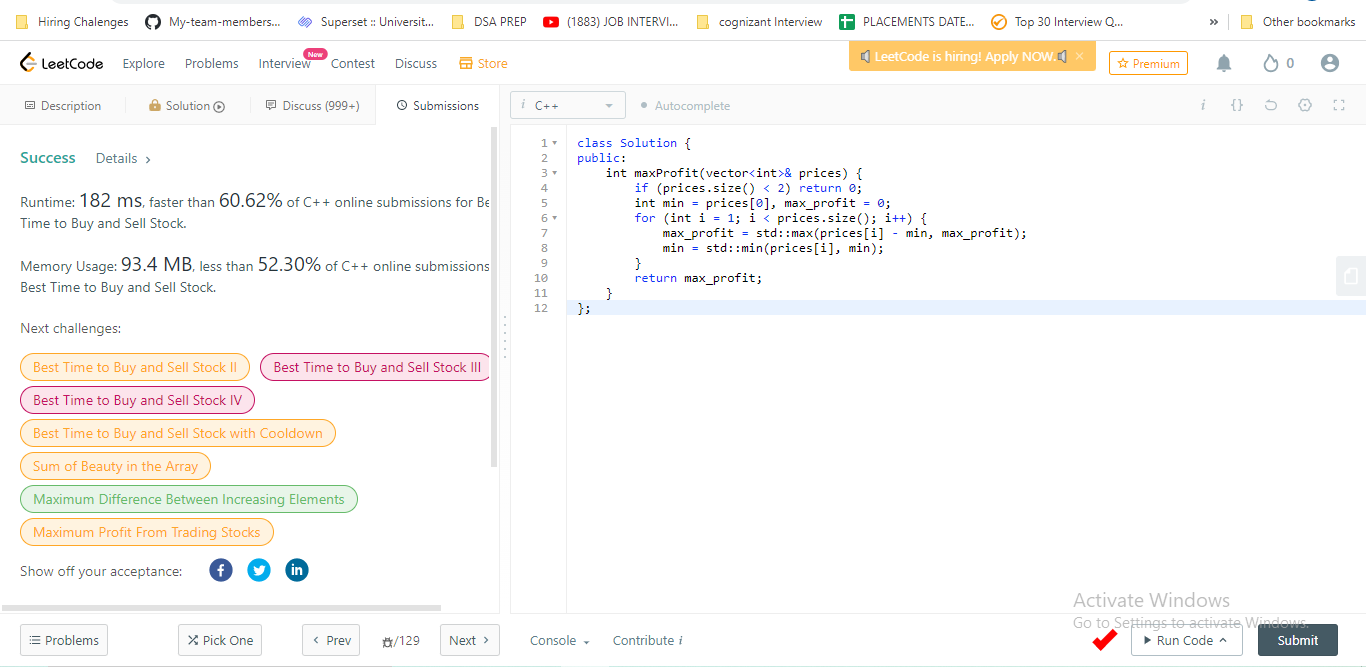 Hiring Chalenges My-team-members... Superset :: Universit... DSA PREP (1883) JOB INTERVI... cognizant Interview PLACEMENTS DATE... Top 30 Interview Q... » Other bookmarks
LeetCode Explore Problems Interview New Contest Discuss Store LeetCode is hiring! Apply NOW. × Premium 0
Description Solution Discuss (999+) Submissions
i C++ Autocomplete i {}
Success Details >
Runtime: 182 ms, faster than 60.62% of C++ online submissions for Be
Time to Buy and Sell Stock.
Memory Usage: 93.4 MB, less than 52.30% of C++ online submissions
Best Time to Buy and Sell Stock.
Next challenges:
Best Time to Buy and Sell Stock II Best Time to Buy and Sell Stock III
Best Time to Buy and Sell Stock IV
Best Time to Buy and Sell Stock with Cooldown
Sum of Beauty in the Array
Maximum Difference Between Increasing Elements
Maximum Profit From Trading Stocks
Show off your acceptance: f in
1 class Solution {
2 public:
3 int maxProfit(vector<int>& prices) {
4 if (prices.size() < 2) return 0;
5 int min = prices[0], max_profit = 0;
6 for (int i = 1; i < prices.size(); i++) {
7 max_profit = std::max(prices[i] - min, max_profit);
8 min = std::min(prices[i], min);
9 }
10 return max_profit;
11 }
12 };
Activate Windows
Go to Settings to activate Windows.
Problems Pick One < Prev /129 Next > Console Contribute i Run Code Submit